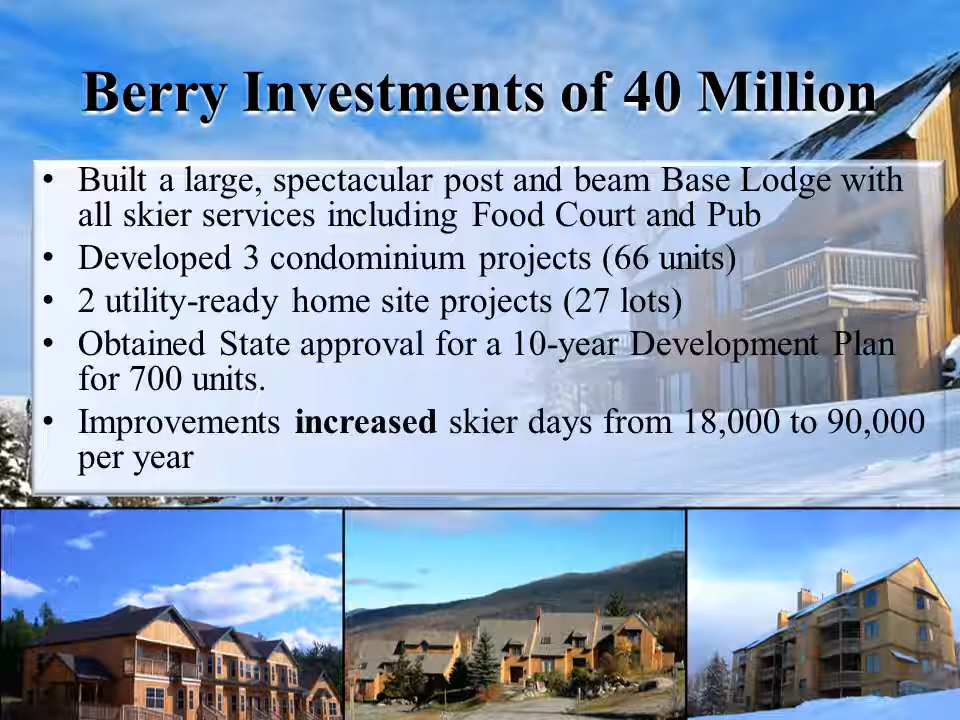 Berry Investments of 40 Million
• Built a large, spectacular post and beam Base Lodge with
all skier services including Food Court and Pub
• Developed 3 condominium projects (66 units)
• 2 utility-ready home site projects (27 lots)
• Obtained State approval for a 10-year Development Plan
for 700 units.
• Improvements increased skier days from 18,000 to 90,000
per year